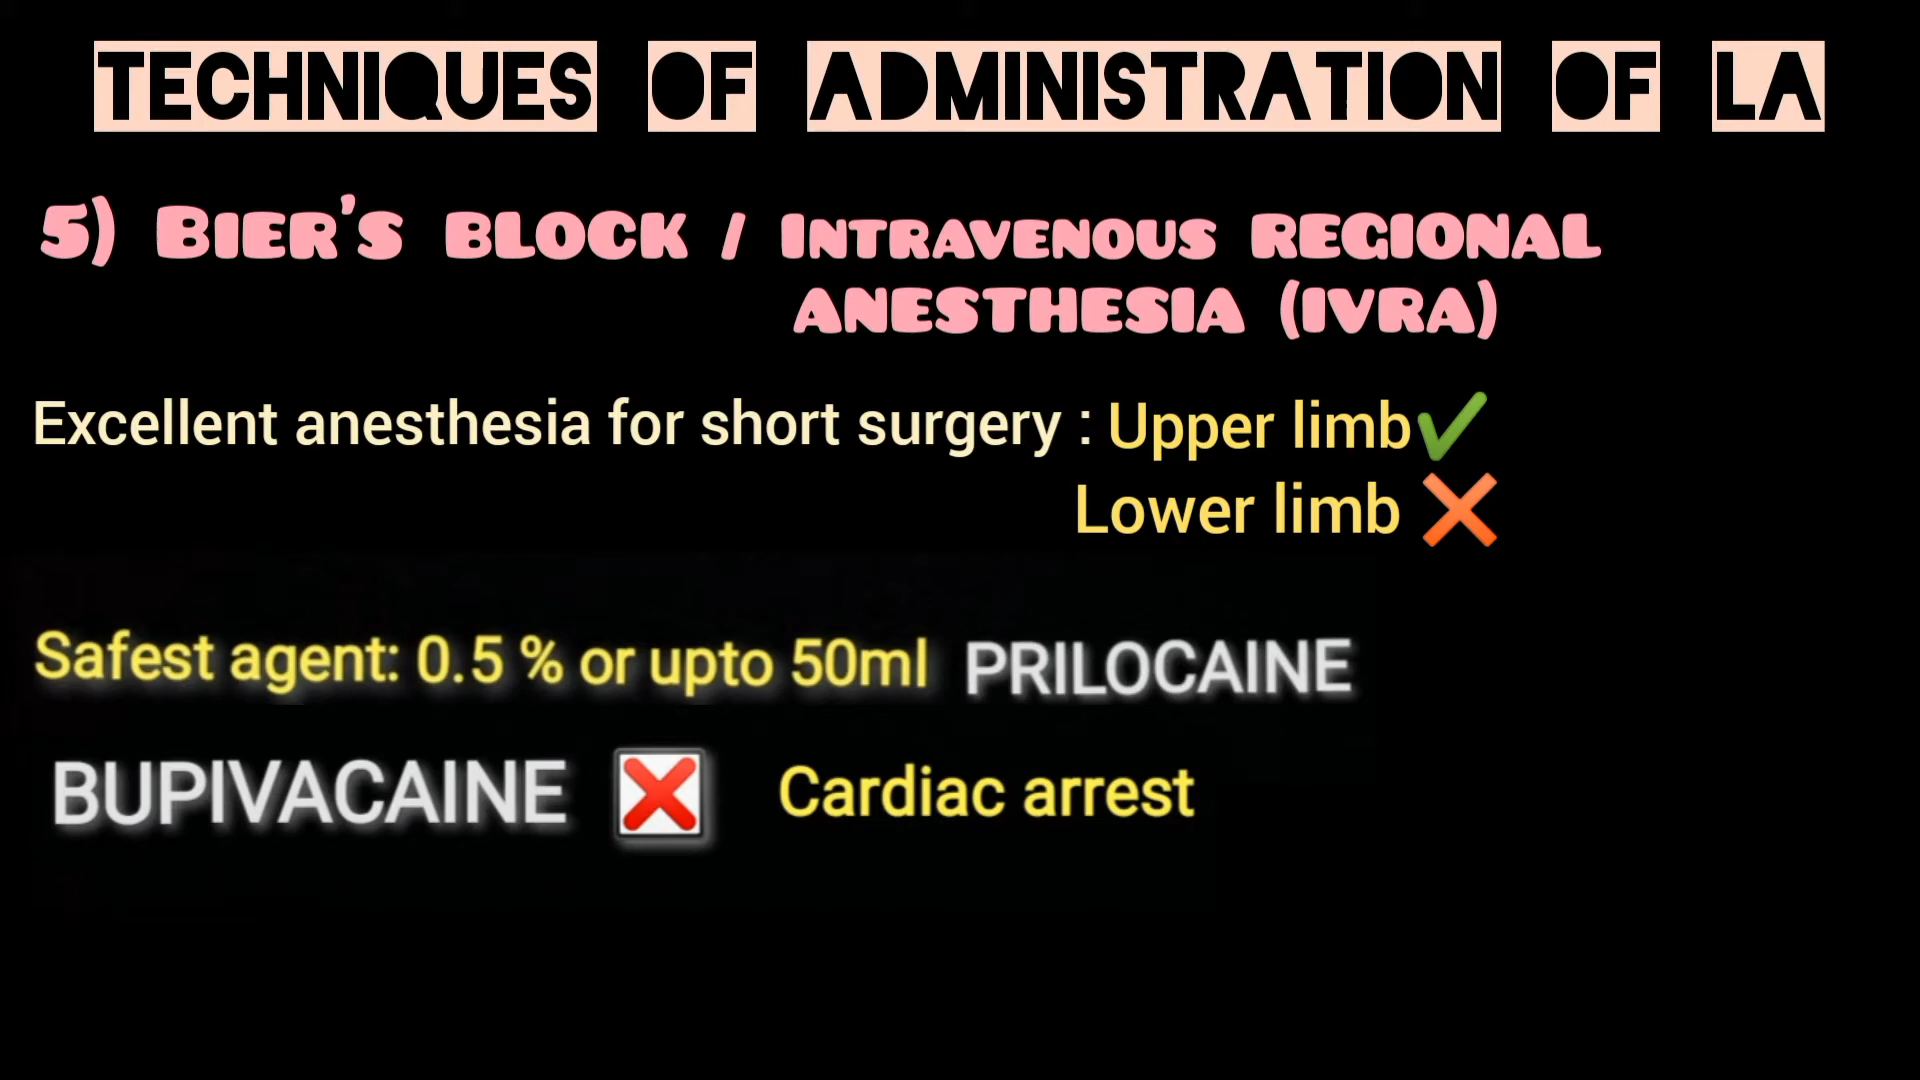 TECHNIQUES OF ADMINISTRATION OF LA
5) BIER'S BLOCK / INTRAVENOUS REGIONAL
ANESTHESIA (IVRA)
Excellent anesthesia for short surgery : Upper limb✔
Lower limb ❌
Safest agent: 0.5 % or upto 50ml PRILOCAINE
BUPIVACAINE ❌ Cardiac arrest